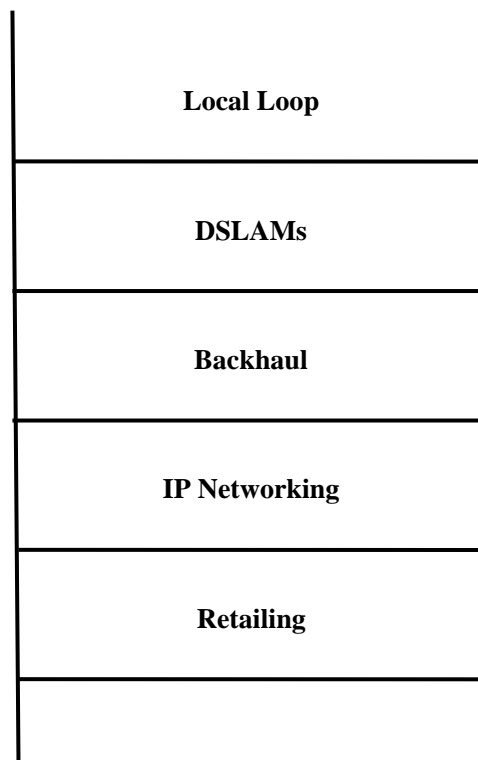 Local Loop
DSLAMs
Backhaul
IP Networking
Retailing